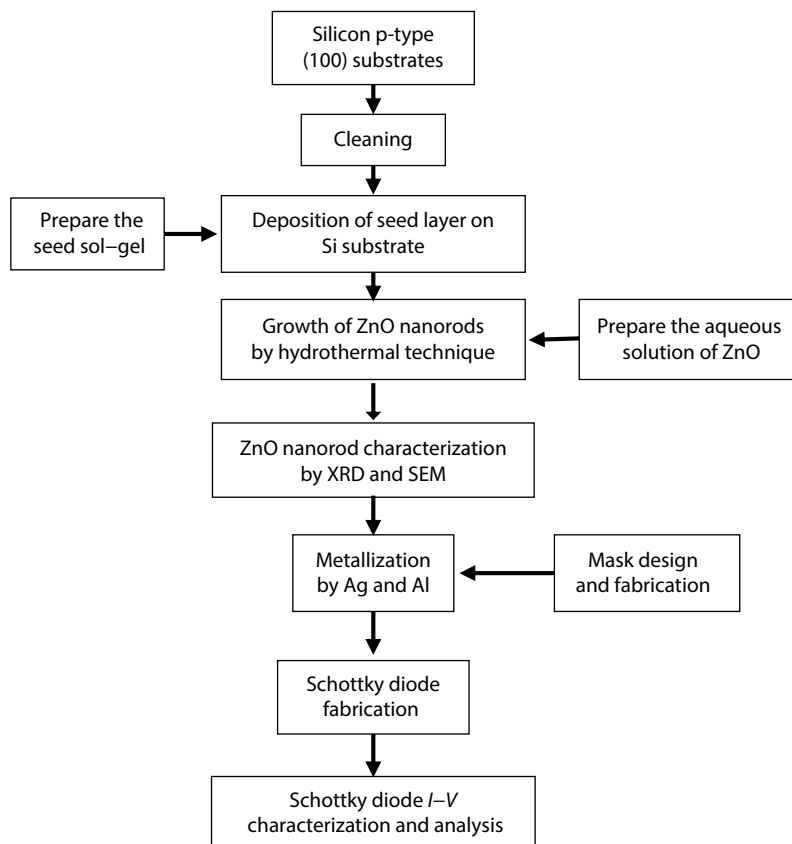 Silicon p-type
(100) substrates
Cleaning
Prepare the
seed sol−gel
Deposition of seed layer on
Si substrate
Growth of ZnO nanorods
by hydrothermal technique
Prepare the aqueous
solution of ZnO
ZnO nanorod characterization
by XRD and SEM
Metallization
by Ag and Al
Mask design
and fabrication
Schottky diode
fabrication
Schottky diode I−V
characterization and analysis